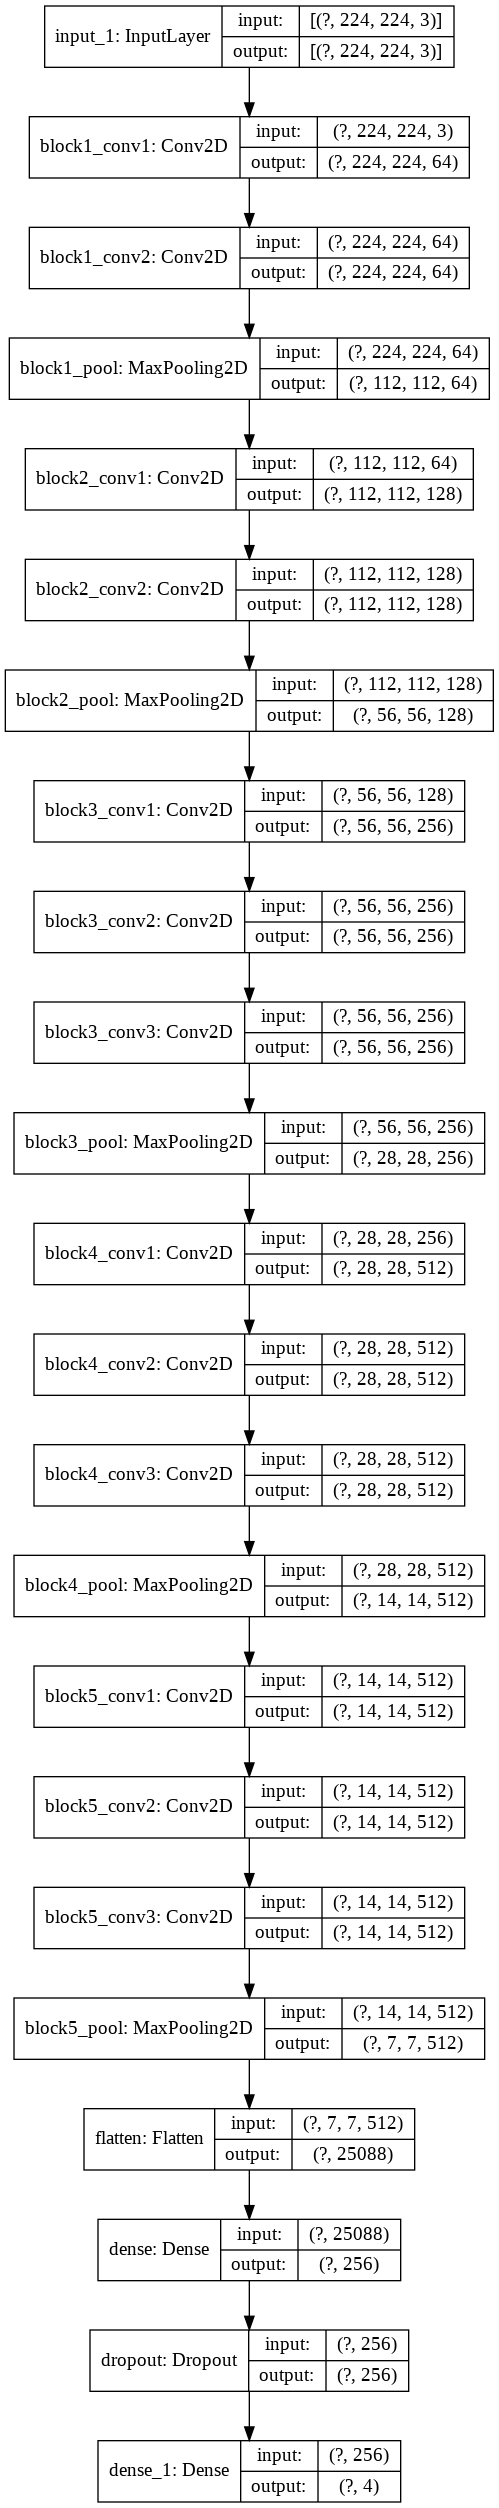 input_1: InputLayer
input: [(?, 224, 224, 3)]
output: [(?, 224, 224, 3)]
block1_conv1: Conv2D
input: (?, 224, 224, 3)
output: (?, 224, 224, 64)
block1_conv2: Conv2D
input: (?, 224, 224, 64)
output: (?, 224, 224, 64)
block1_pool: MaxPooling2D
input: (?, 224, 224, 64)
output: (?, 112, 112, 64)
block2_conv1: Conv2D
input: (?, 112, 112, 64)
output: (?, 112, 112, 128)
block2_conv2: Conv2D
input: (?, 112, 112, 128)
output: (?, 112, 112, 128)
block2_pool: MaxPooling2D
input: (?, 112, 112, 128)
output: (?, 56, 56, 128)
block3_conv1: Conv2D
input: (?, 56, 56, 128)
output: (?, 56, 56, 256)
block3_conv2: Conv2D
input: (?, 56, 56, 256)
output: (?, 56, 56, 256)
block3_conv3: Conv2D
input: (?, 56, 56, 256)
output: (?, 56, 56, 256)
block3_pool: MaxPooling2D
input: (?, 56, 56, 256)
output: (?, 28, 28, 256)
block4_conv1: Conv2D
input: (?, 28, 28, 256)
output: (?, 28, 28, 512)
block4_conv2: Conv2D
input: (?, 28, 28, 512)
output: (?, 28, 28, 512)
block4_conv3: Conv2D
input: (?, 28, 28, 512)
output: (?, 28, 28, 512)
block4_pool: MaxPooling2D
input: (?, 28, 28, 512)
output: (?, 14, 14, 512)
block5_conv1: Conv2D
input: (?, 14, 14, 512)
output: (?, 14, 14, 512)
block5_conv2: Conv2D
input: (?, 14, 14, 512)
output: (?, 14, 14, 512)
block5_conv3: Conv2D
input: (?, 14, 14, 512)
output: (?, 14, 14, 512)
block5_pool: MaxPooling2D
input: (?, 14, 14, 512)
output: (?, 7, 7, 512)
flatten: Flatten
input: (?, 7, 7, 512)
output: (?, 25088)
dense: Dense
input: (?, 25088)
output: (?, 256)
dropout: Dropout
input: (?, 256)
output: (?, 256)
dense_1: Dense
input: (?, 256)
output: (?, 4)